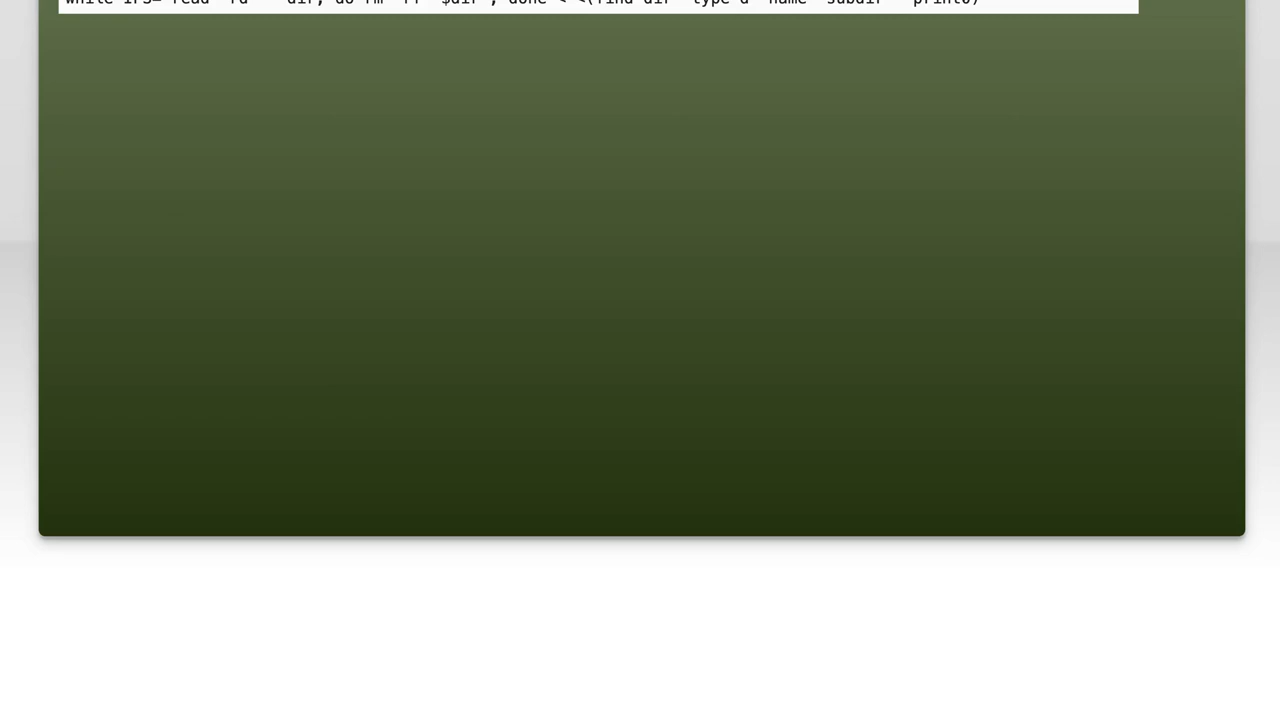 while IFS= read rd dir; do rm rf $dir ; done < <(find dir type d name subdir print0)